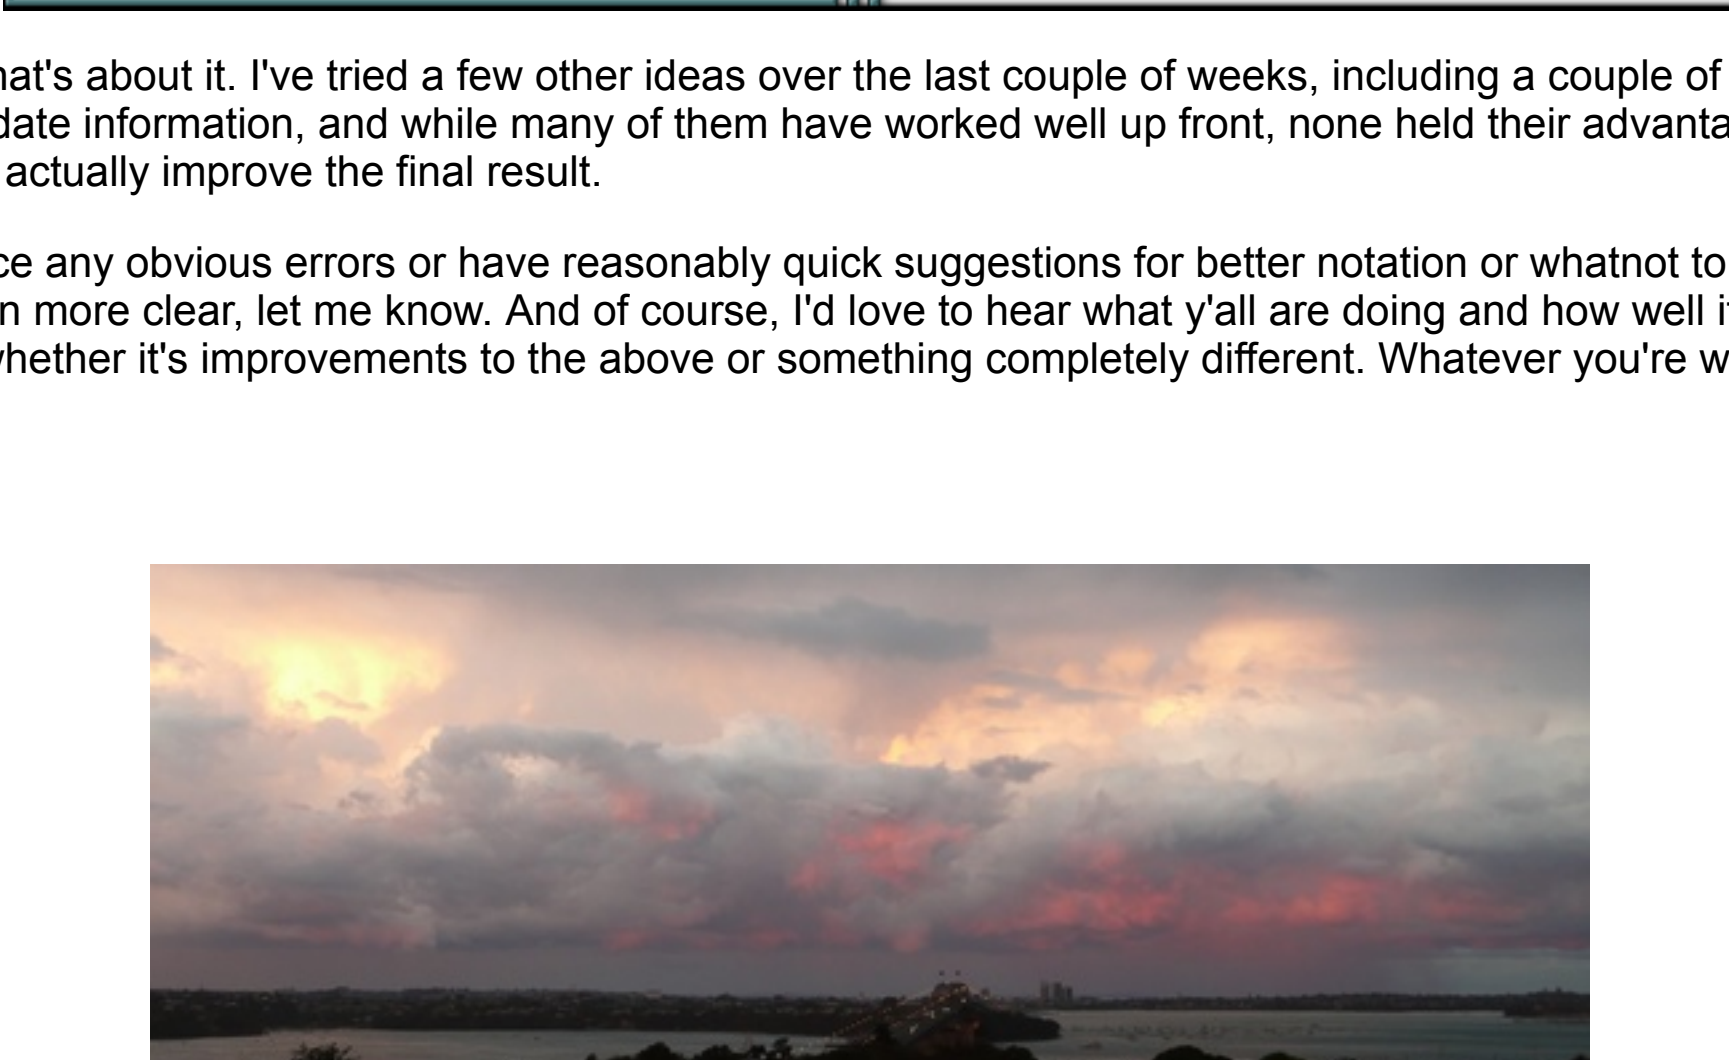 hat's about it. I've tried a few other ideas over the last couple of weeks, including a couple of
date information, and while many of them have worked well up front, none held their advanta
actually improve the final result.
ce any obvious errors or have reasonably quick suggestions for better notation or whatnot to
n more clear, let me know. And of course, I'd love to hear what y'all are doing and how well it
whether it's improvements to the above or something completely different. Whatever you're w